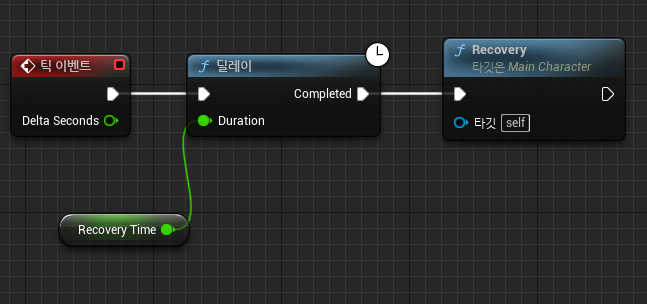 틱 이벤트
Delta Seconds
딜레이
Completed
Duration
Recovery
타깃은 Main Character
타깃 self
Recovery Time